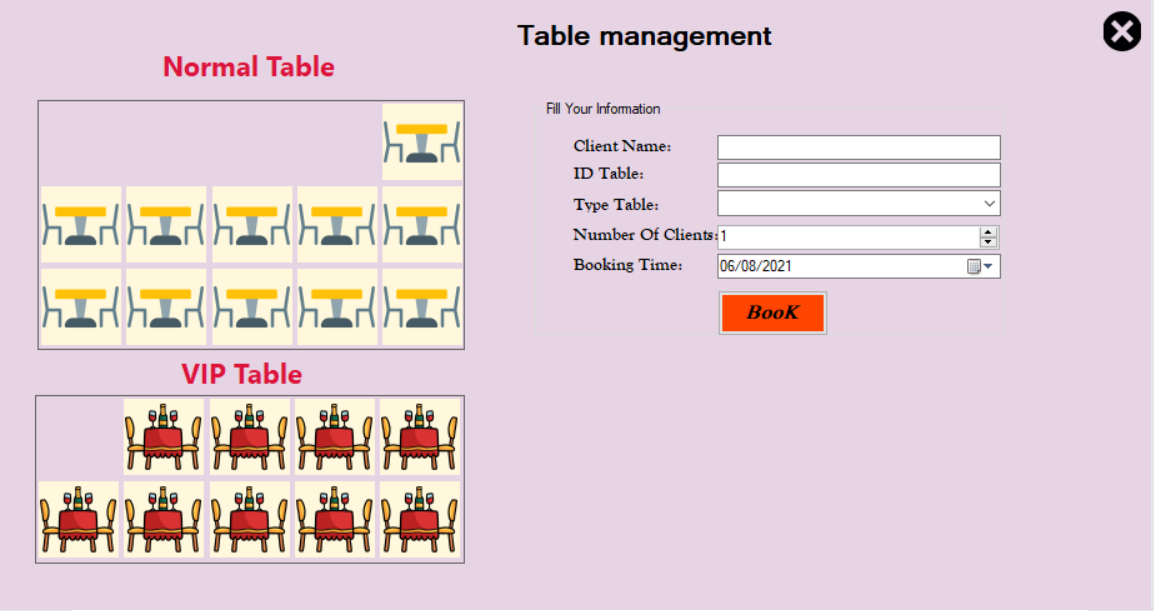 Table management
Normal Table
VIP Table
Fill Your Information
Client Name:
ID Table:
Type Table:
Number Of Clients: 1
Booking Time: 06/08/2021
BooK